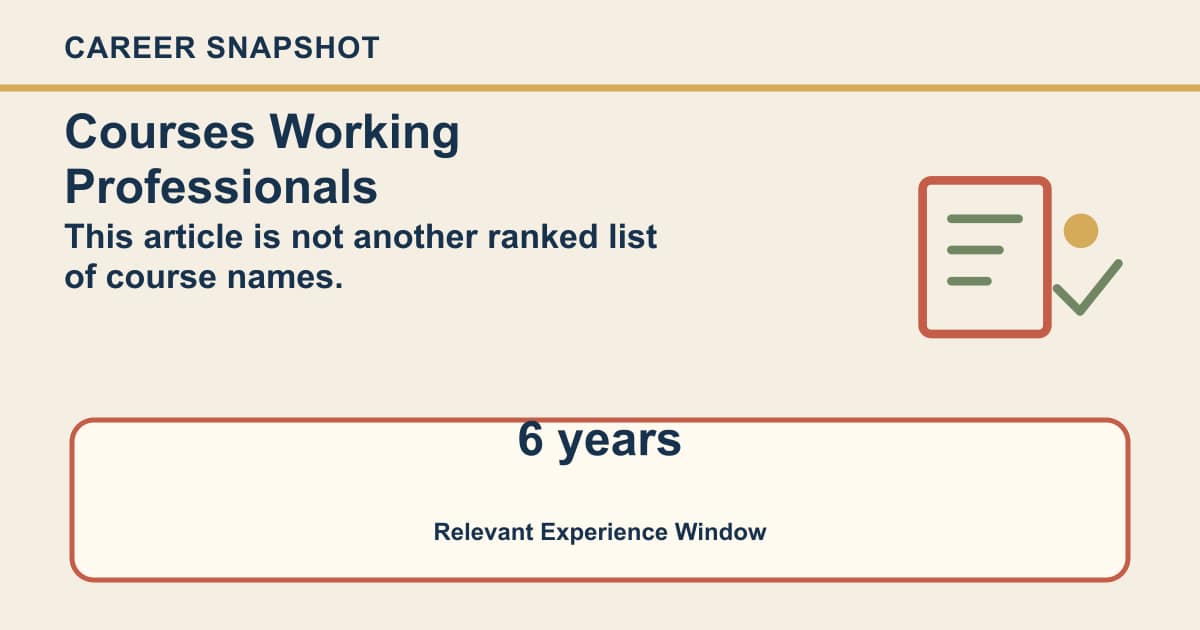 CAREER SNAPSHOT
Courses Working
Professionals
This article is not another ranked list
of course names.
6 years
Relevant Experience Window